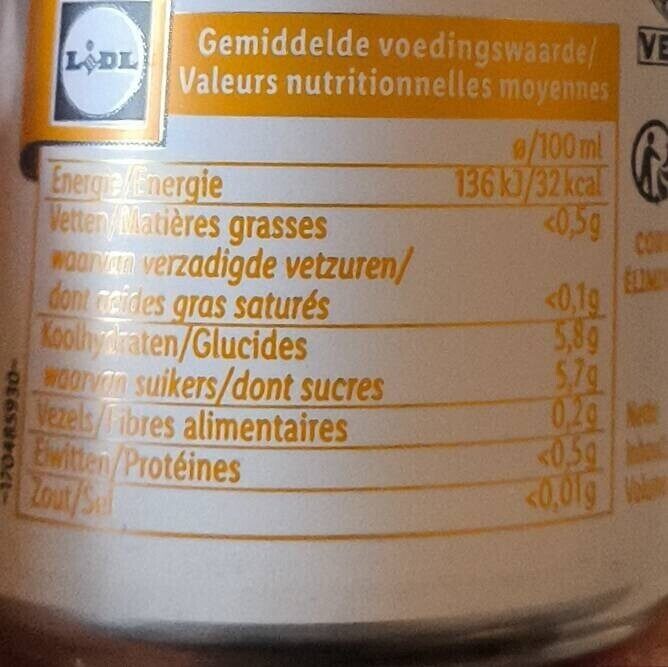 LiDL
Gemiddelde voedingswaarde/
Valeurs nutritionnelles moyennes
ø/100 ml
Energie/Energie 136 kJ/32 kcal
Vetten/Matières grasses <0,5g
waarvan verzadigde vetzuren/
dont acides gras saturés <0,1g
Koolhydraten/Glucides 5,8g
waarvan suikers/dont sucres 5,7g
Vezels/Fibres alimentaires 0,2g
Eiwitten/Protéines <0,5g
Zout/Sel <0,01g